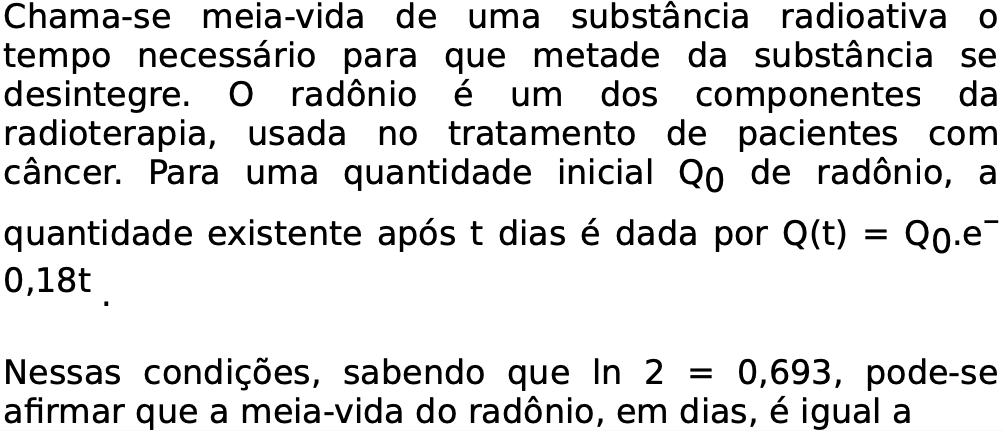 Chama-se meia-vida de uma substância radioativa o
tempo necessário para que metade da substância se
desintegre. O radônio é um dos componentes da
radioterapia, usada no tratamento de pacientes com
câncer. Para uma quantidade inicial Q0 de radônio, a
quantidade existente após t dias é dada por Q(t) = Q0.e−
0,18t .
Nessas condições, sabendo que ln 2 = 0,693, pode-se
afirmar que a meia-vida do radônio, em dias, é igual a